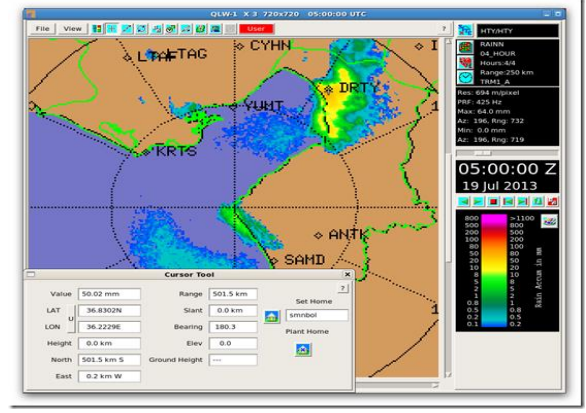 QLW-1 X 3 720x720 05:00:00 UTC
File View User ?
HTY/HTY
RAINN
04_HOUR
Hours:4/4
Range:250 km
TRM1_A
Res: 694 m/pixel
PRF: 425 Hz
Max: 64.0 mm
Az: 196, Rng: 732
Min: 0.0 mm
Az: 196, Rng: 719
LTAG
CYHN
DRTY
YUMT
KRTS
ANTK
SAMD
05:00:00 Z
19 Jul 2013
800 >1100
500 800
200 500
100 200
50 100
20 50
10 20
8 10
5 8
2 5
1 2
0.8 1
0.5 0.8
0.2 0.5
0.1 0.2
Rain Accum in mm
Cursor Tool
Value 50.02 mm Range 501.5 km ?
LAT 36.8302N Slant 0.0 km Set Home
U
LON 36.2229E Bearing 180.3 smnbol
Height 0.0 km Elev 0.0 Plant Home
North 501.5 km S Ground Height ---
East 0.2 km W